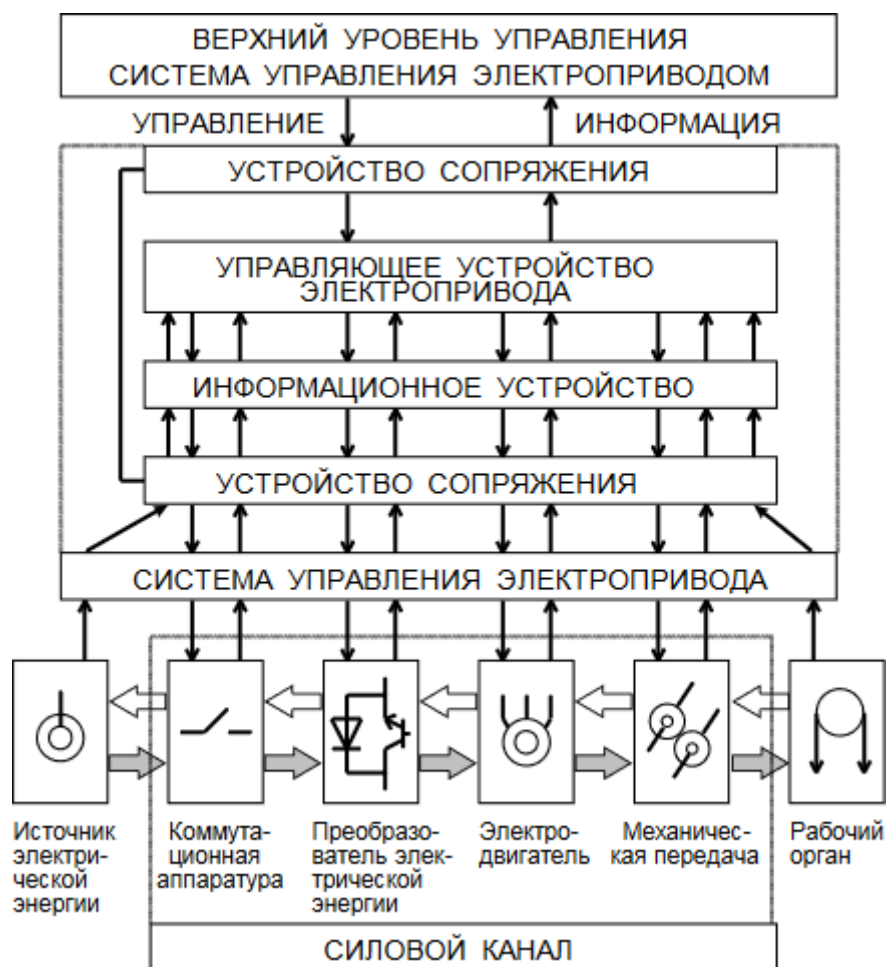 ВЕРХНИЙ УРОВЕНЬ УПРАВЛЕНИЯ
СИСТЕМА УПРАВЛЕНИЯ ЭЛЕКТРОПРИВОДОМ
УПРАВЛЕНИЕ
ИНФОРМАЦИЯ
УСТРОЙСТВО СОПРЯЖЕНИЯ
УПРАВЛЯЮЩЕЕ УСТРОЙСТВО
ЭЛЕКТРОПРИВОДА
ИНФОРМАЦИОННОЕ УСТРОЙСТВО
УСТРОЙСТВО СОПРЯЖЕНИЯ
СИСТЕМА УПРАВЛЕНИЯ ЭЛЕКТРОПРИВОДА
Источник
электри-
ческой
энергии
Коммута-
ционная
аппаратура
Преобразо-
ватель элек-
трической
энергии
Электро-
двигатель
Механичес-
кая передача
Рабочий
орган
СИЛОВОЙ КАНАЛ